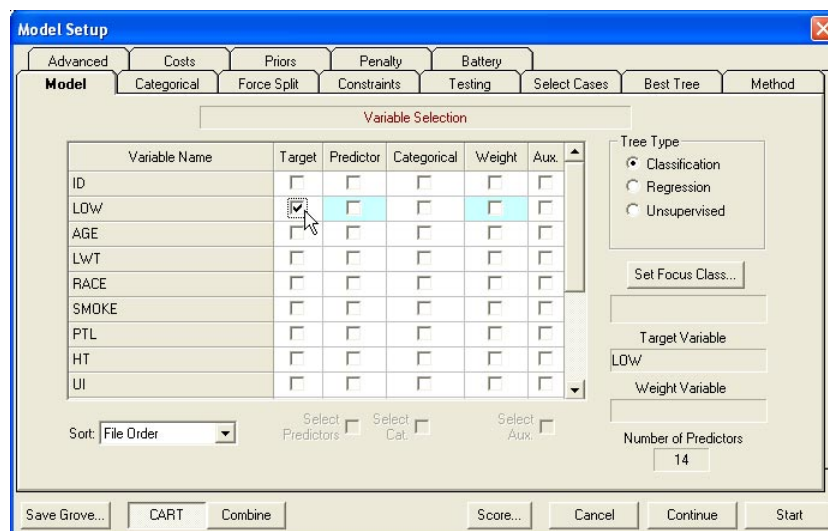 Model Setup
Advanced Costs Priors Penalty Battery
Model Categorical Force Split Constraints Testing Select Cases Best Tree Method
Variable Selection
Variable Name Target Predictor Categorical Weight Aux.
ID
LOW
AGE
LWT
RACE
SMOKE
PTL
HT
UI
Sort: File Order
Select Predictors
Select Cat.
Select Aux.
Tree Type
Classification
Regression
Unsupervised
Set Focus Class...
Target Variable
LOW
Weight Variable
Number of Predictors
14
Save Grove... CART Combine Score... Cancel Continue Start